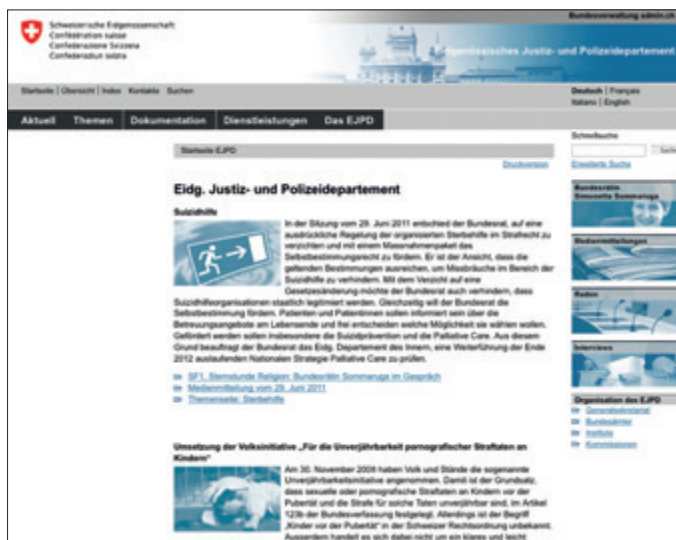 Bundesverwaltung admin.ch
Schweizerische Eidgenossenschaft
Confédération suisse
Confederazione Svizzera
Confederaziun svizra
Eidgenössisches Justiz- und Polizeidepartement
Startseite | Übersicht | Index Kontakte Suchen
Deutsch | Français
Italiano | English
Aktuell Themen Dokumentation Dienstleistungen Das EJPD
Schnellsuche
Startseite EJPD
Druckversion
Erweiterte Suche
Eidg. Justiz- und Polizeidepartement
Suizidhilfe
In der Sitzung vom 29. Juni 2011 entschied der Bundesrat, auf eine
ausdrückliche Regelung der organisierten Sterbehilfe im Strafrecht zu
verzichten und mit einem Massnahmenpaket das
Selbstbestimmungsrecht zu fördern. Er ist der Ansicht, dass die
geltenden Bestimmungen ausreichen, um Missbräuche im Bereich der
Suizidhilfe zu verhindern. Mit dem Verzicht auf eine
Gesetzesänderung möchte der Bundesrat auch verhindern, dass
Suizidhilfeorganisationen staatlich legitimiert werden. Gleichzeitig will der Bundesrat die
Selbstbestimmung fördern. Patienten und Patientinnen sollen informiert sein über die
Betreuungsangebote am Lebensende und frei entscheiden welche Möglichkeit sie wählen wollen.
Gefördert werden sollen insbesondere die Suizidprävention und die Palliative Care. Aus diesem
Grund beauftragt der Bundesrat das Eidg. Departement des Innern, eine Weiterführung der Ende
2012 auslaufenden Nationalen Strategie Palliative Care zu prüfen.
SF1, Sternstunde Religion: Bundesrätin Sommaruga im Gespräch
Medienmitteilung vom 29. Juni 2011
Themenseite: Sterbehilfe
Umsetzung der Volksinitiative „Für die Unverjährbarkeit pornografischer Straftaten an
Kindern"
Am 30. November 2008 haben Volk und Stände die sogenannte
Unverjährbarkeitsinitiative angenommen. Damit ist der Grundsatz,
dass sexuelle oder pornografische Straftaten an Kindern vor der
Pubertät und die Strafe für solche Taten unverjährbar sind, im Artikel
123b der Bundesverfassung festgelegt. Allerdings ist der Begriff
„Kinder vor der Pubertät" in der Schweizer Rechtsordnung unbekannt.
Ausserdem handelt es sich dabei nicht um ein klares und leicht
Bundesrätin
Simonetta Sommaruga
Medienmitteilungen
Reden
Interviews
Organisation des EJPD
Generalsekretariat
Bundesämter
Institute
Kommissionen